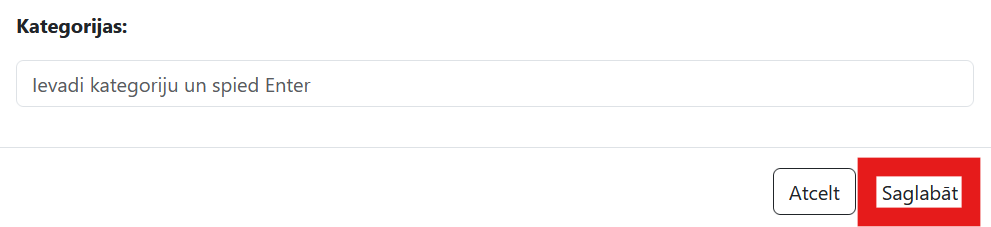 Kategorijas:
Ievadi kategoriju un spied Enter
Atcelt Saglabāt